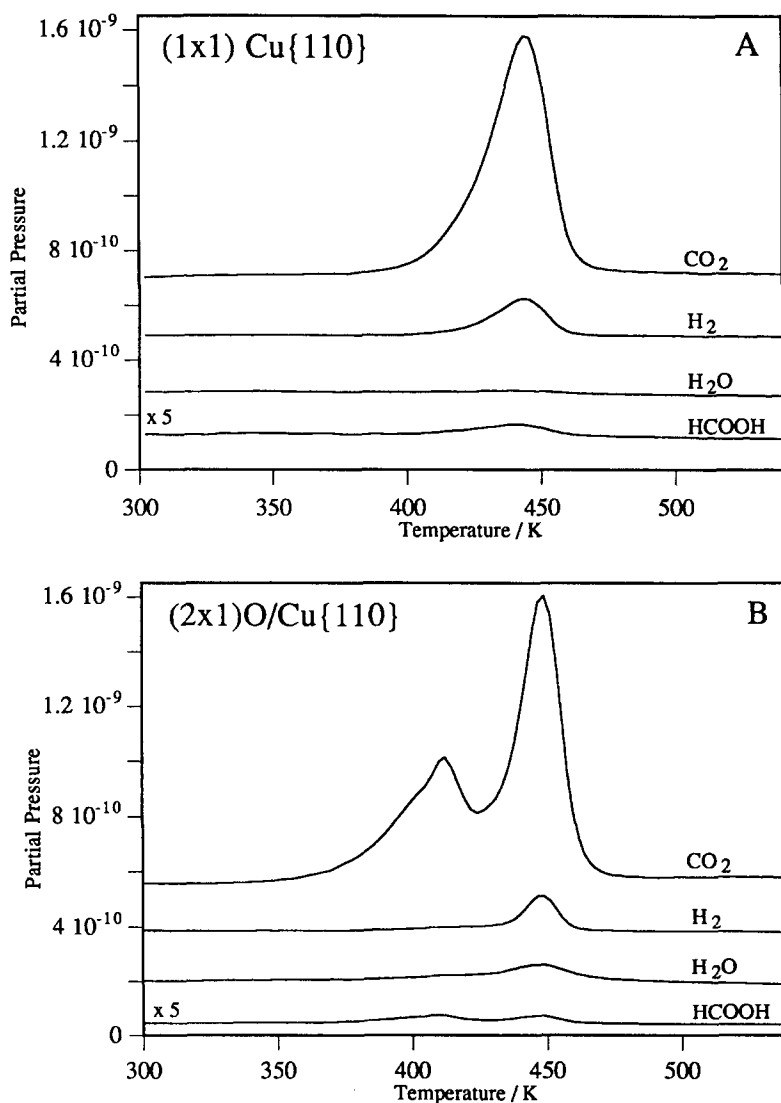 (1x1) Cu{110}
A
Partial Pressure
1.6 10-9
1.2 10-9
8 10-10
4 10-10
0
CO2
H2
H2O
x 5
HCOOH
300 350 400 450 500
Temperature / K
(2x1)O/Cu{110}
B
Partial Pressure
1.6 10-9
1.2 10-9
8 10-10
4 10-10
0
CO2
H2
H2O
x 5
HCOOH
300 350 400 450 500
Temperature / K